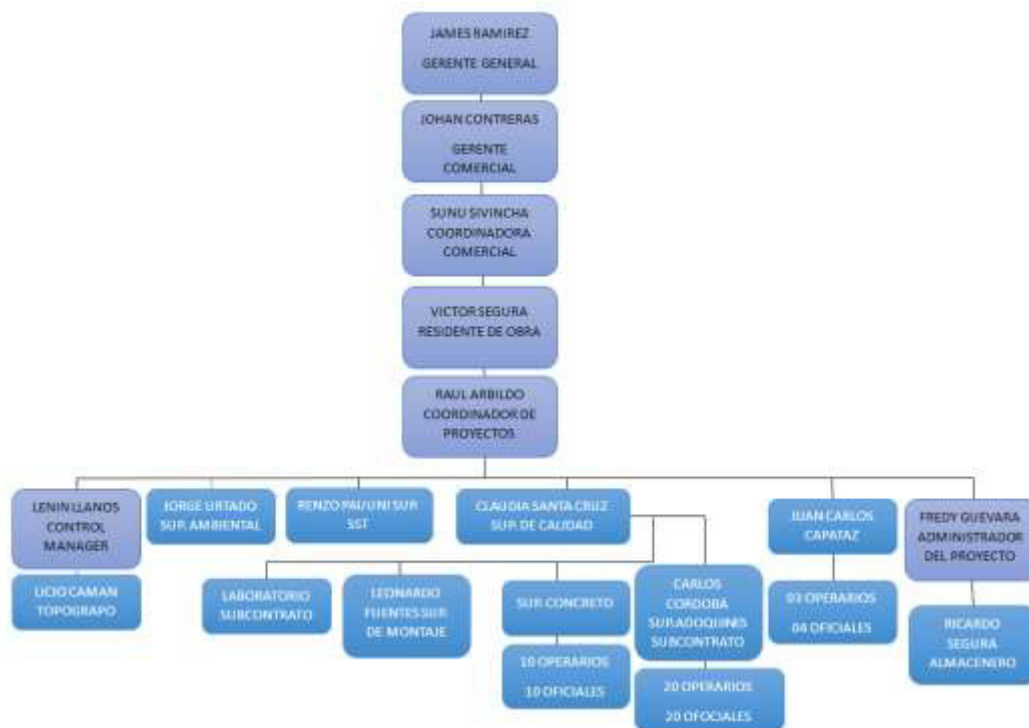 JAMES RAMIREZ
GERENTE GENERAL
JOHAN CONTRERAS
GERENTE
COMERCIAL
SUNU SIVINCHA
COORDINADORA
COMERCIAL
VICTOR SEGURA
RESIDENTE DE OBRA
RAUL ARBILDO
COORDINADOR DE
PROYECTOS
LENIN LLANOS
CONTROL
MANAGER
JORGE URTADO
SUP. AMBIENTAL
RENZO SUP.
SST
CLAUDIA SANTA CRUZ
SUP. DE CALIDAD
JUAN CARLOS
CAPATAZ
FREDY GUEVARA
ADMINISTRADOR
DEL PROYECTO
LICIO CAMAN
TOPOGRAPO
LABORATORIO
SUBCONTRATO
LEONARDO
FUENTES SUP.
DE MONTAJE
SUP. CONCRETO
CARLOS
CORDOBA
SUP.ADOQUINES
SUBCONTRATO
03 OPERARIOS
04 OFICIALES
RICARDO
SEGURA
ALMACENERO
10 OPERARIOS
10 OFICIALES
20 OPERARIOS
20 OFOCIALES